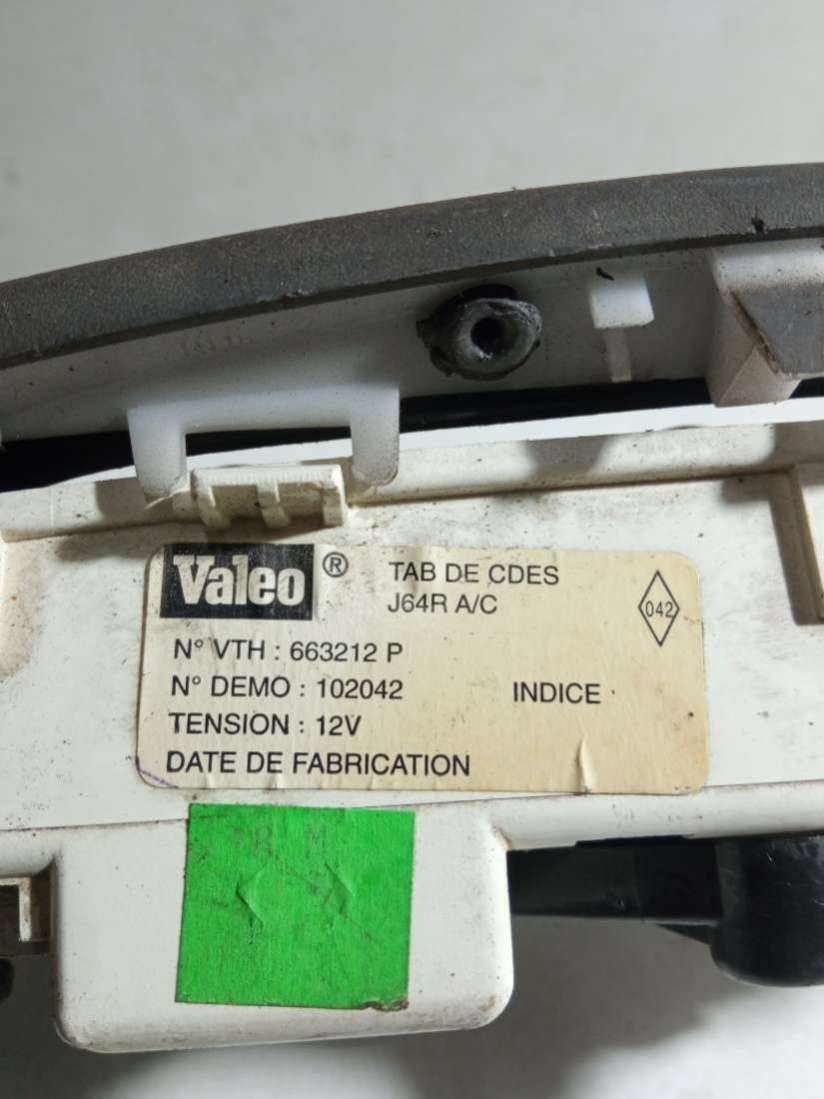 Valeo ® TAB DE CDES
J64R A/C
042
N° VTH : 663212 P
N° DEMO : 102042 INDICE
TENSION : 12V
DATE DE FABRICATION